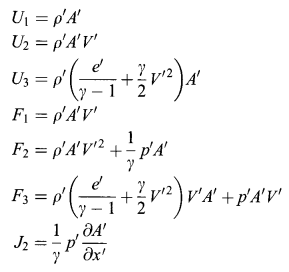 U₁ = ρ′A′
U₂ = ρ′A′V′
U₃ = ρ′(e′/(γ − 1) + γ/2 V′²)A′
F₁ = ρ′A′V′
F₂ = ρ′A′V′² + 1/γ p′A′
F₃ = ρ′(e′/(γ − 1) + γ/2 V′²)V′A′ + p′A′V′
J₂ = 1/γ p′ ∂A′/∂x′